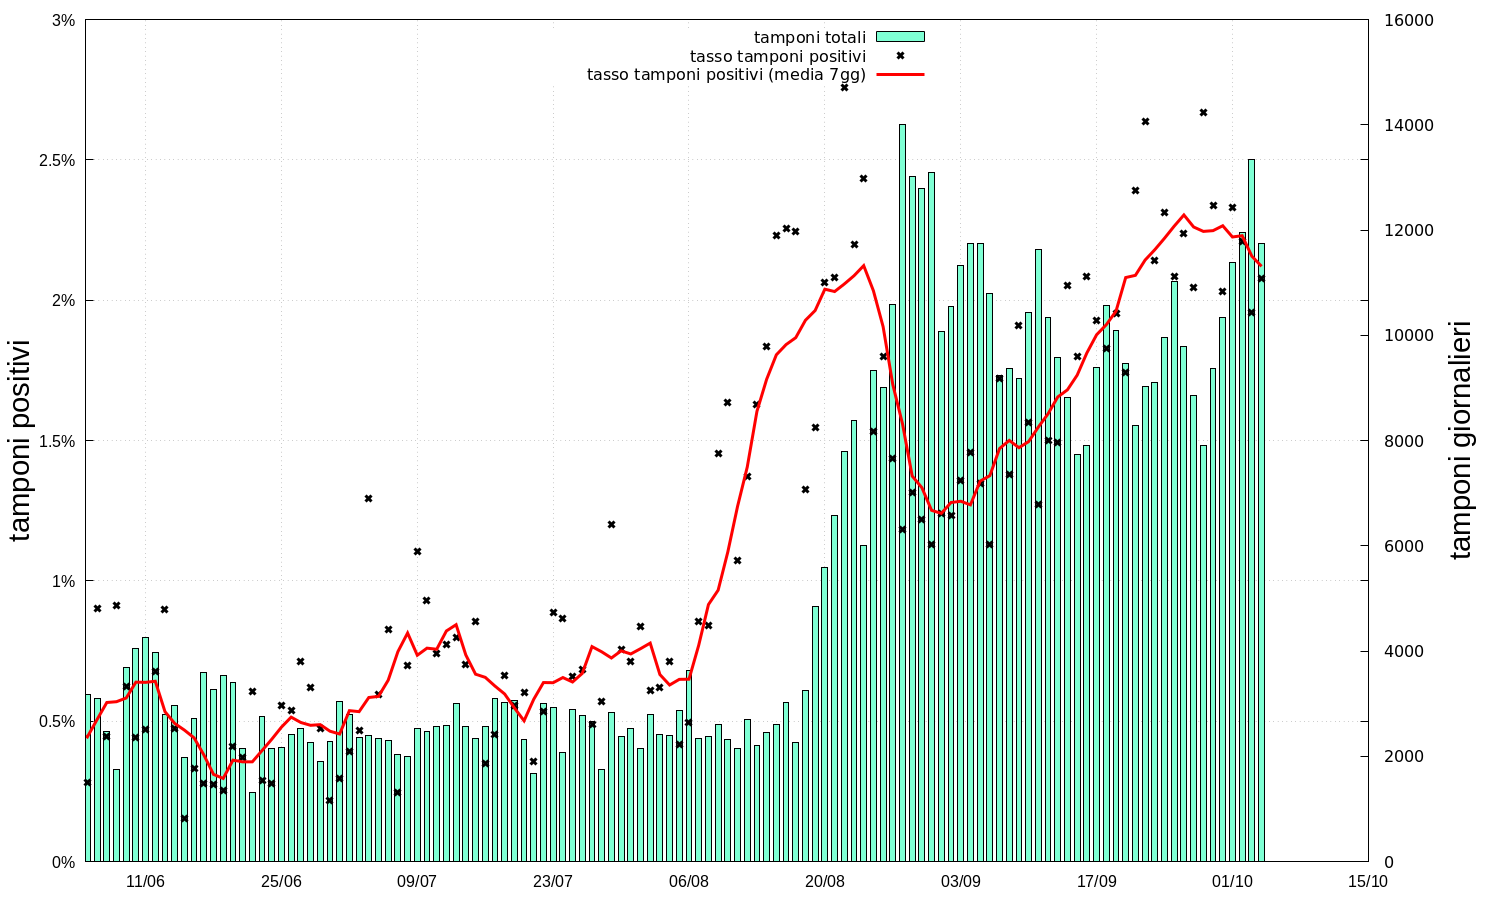 tamponi totali
tasso tamponi positivi
tasso tamponi positivi (media 7gg)
tamponi positivi
3%
2.5%
2%
1.5%
1%
0.5%
0%
16000
14000
12000
10000
8000
6000
4000
2000
0
tamponi giornalieri
11/06 25/06 09/07 23/07 06/08 20/08 03/09 17/09 01/10 15/10